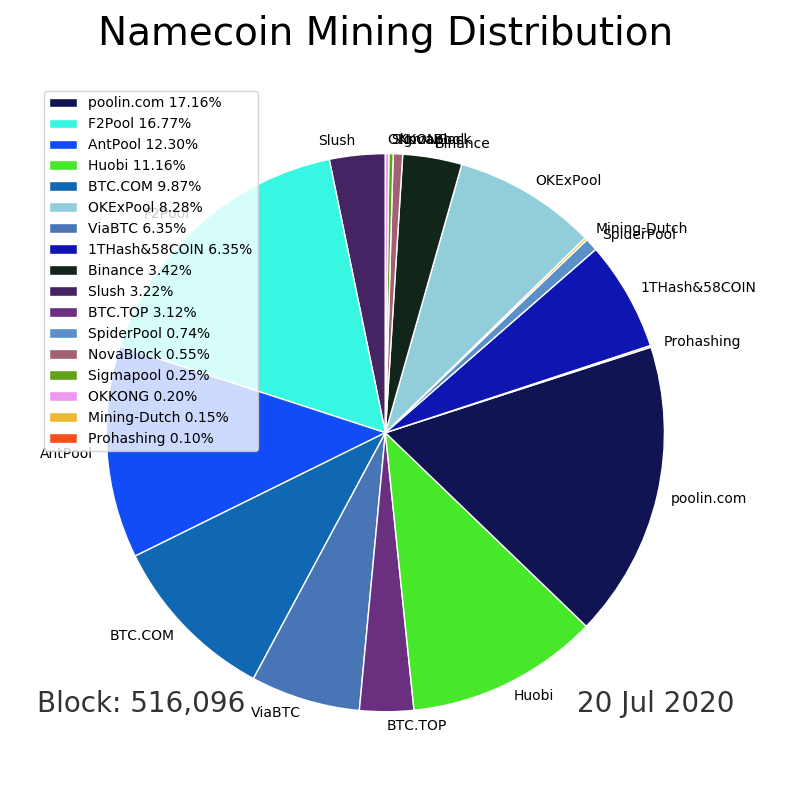 Namecoin Mining Distribution
poolin.com 17.16%
F2Pool 16.77%
AntPool 12.30%
Huobi 11.16%
BTC.COM 9.87%
OKExPool 8.28%
ViaBTC 6.35%
1THash&58COIN 6.35%
Binance 3.42%
Slush 3.22%
BTC.TOP 3.12%
SpiderPool 0.74%
NovaBlock 0.55%
Sigmapool 0.25%
OKKONG 0.20%
Mining-Dutch 0.15%
Prohashing 0.10%
Slush
Binance
OKExPool
Mining-Dutch
SpiderPool
1THash&58COIN
Prohashing
poolin.com
Huobi
BTC.TOP
ViaBTC
BTC.COM
AntPool
F2Pool
Block: 516,096
20 Jul 2020